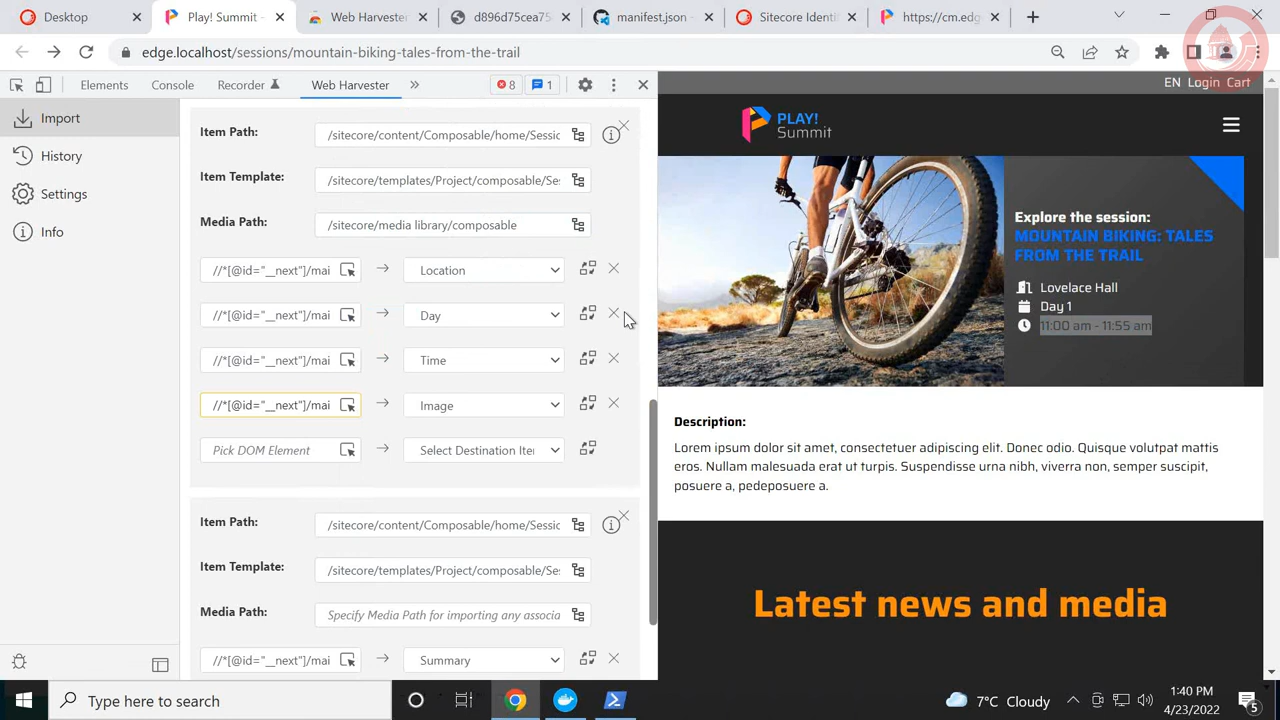 Desktop
Play! Summit -
Web Harvester
d896d75cea75
manifest.json -
Sitecore Identi
https://cm.edg
edge.localhost/sessions/mountain-biking-tales-from-the-trail
Elements
Console
Recorder
Web Harvester
8
1
EN Login Cart
Import
History
Settings
Info
Item Path:
/sitecore/content/Composable/home/Sessic
Item Template:
/sitecore/templates/Project/composable/Se
Media Path:
/sitecore/media library/composable
//*[@id="__next"]/mai
Location
//*[@id="__next"]/mai
Day
//*[@id="__next"]/mai
Time
//*[@id="__next"]/mai
Image
Pick DOM Element
Select Destination Iter
Item Path:
/sitecore/content/Composable/home/Sessic
Item Template:
/sitecore/templates/Project/composable/Se
Media Path:
Specify Media Path for importing any associa
//*[@id="__next"]/mai
Summary
PLAY!
Summit
Explore the session:
MOUNTAIN BIKING: TALES
FROM THE TRAIL
Lovelace Hall
Day 1
11:00 am - 11:55 am
Description:
Lorem ipsum dolor sit amet, consectetuer adipiscing elit. Donec odio. Quisque volutpat mattis
eros. Nullam malesuada erat ut turpis. Suspendisse urna nibh, viverra non, semper suscipit,
posuere a, pedeposuere a.
Latest news and media
Type here to search
7°C Cloudy
1:40 PM
4/23/2022
5